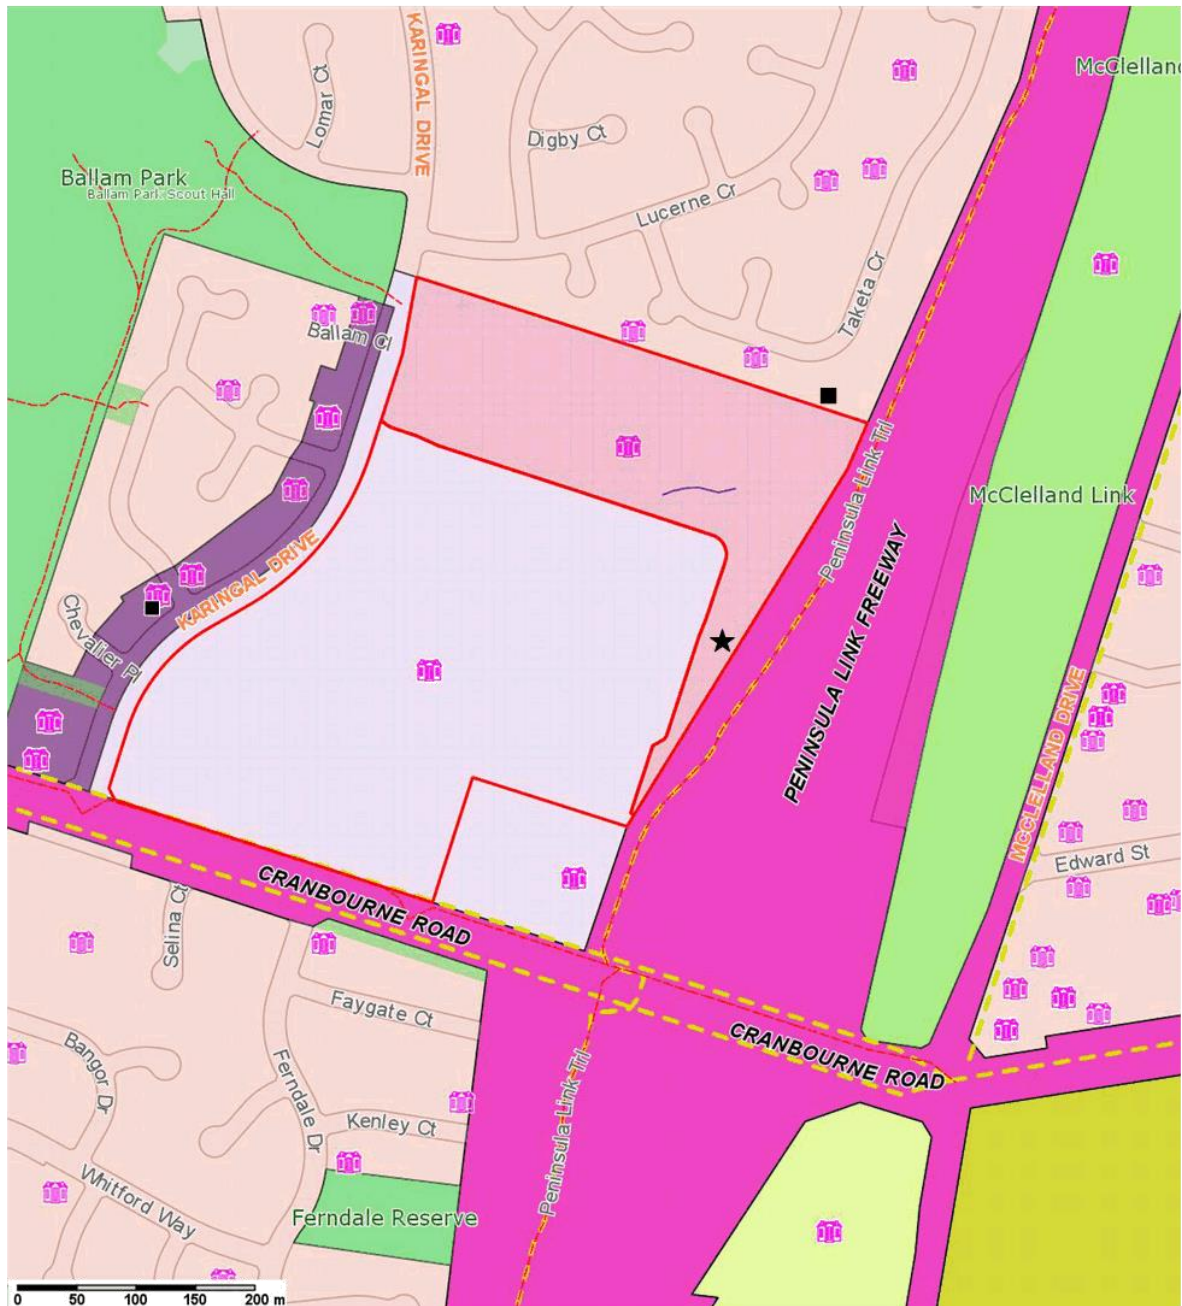 McClelland
KARINGAL DRIVE
Lomar Ct
Digby Ct
Ballam Park
Ballam Park Scout Hall
Lucerne Cr
Taketa Cr
Ballam Cl
Peninsula Link Trl
McClelland Link
KARINGAL DRIVE
PENINSULA LINK FREEWAY
Chevalier Pl
McCLELLAND DRIVE
Edward St
CRANBOURNE ROAD
Selina Ct
Faygate Ct
Bangor Dr
Ferndale Dr
CRANBOURNE ROAD
Kenley Ct
Peninsula Link Trl
Whitford Way
Ferndale Reserve
0 50 100 150 200 m